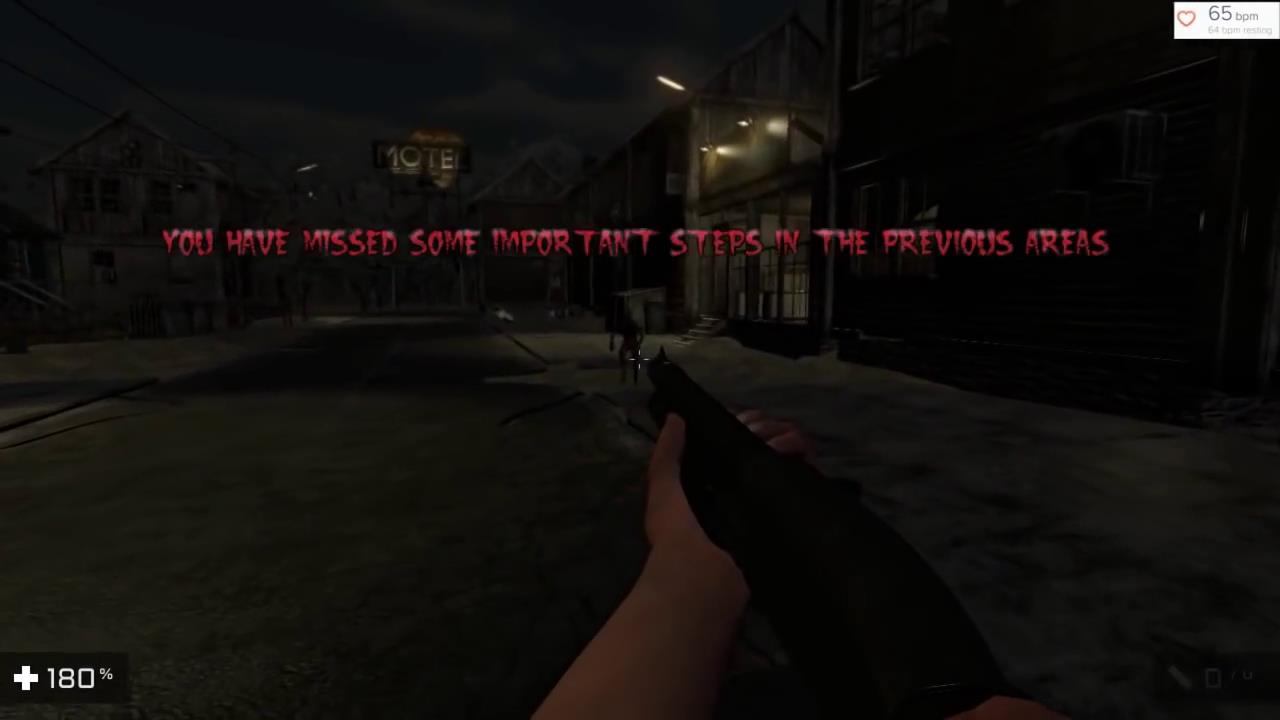 65 bpm
64 bpm resting
MOTEL
YOU HAVE MISSED SOME IMPORTANT STEPS IN THE PREVIOUS AREAS
180%